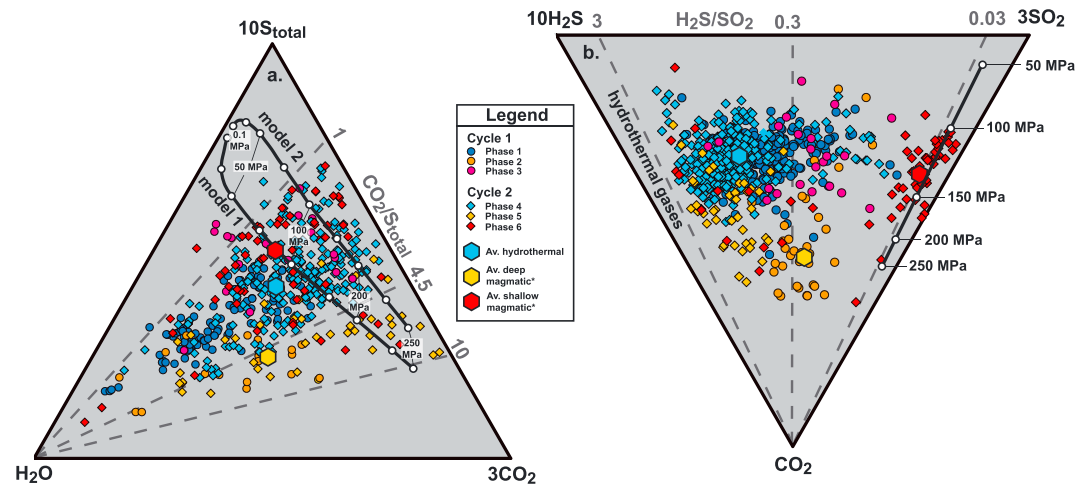 10S_total
a.
0.1
MPa
50 MPa
model 2
model 1
100
MPa
200
MPa
250
MPa
1
CO₂/S_total
4.5
10
H₂O
3CO₂
Legend
Cycle 1
Phase 1
Phase 2
Phase 3
Cycle 2
Phase 4
Phase 5
Phase 6
Av. hydrothermal
Av. deep
magmatic*
Av. shallow
magmatic*
10H₂S
3
H₂S/SO₂
0.3
0.03
3SO₂
b.
hydrothermal gases
50 MPa
100 MPa
150 MPa
200 MPa
250 MPa
CO₂